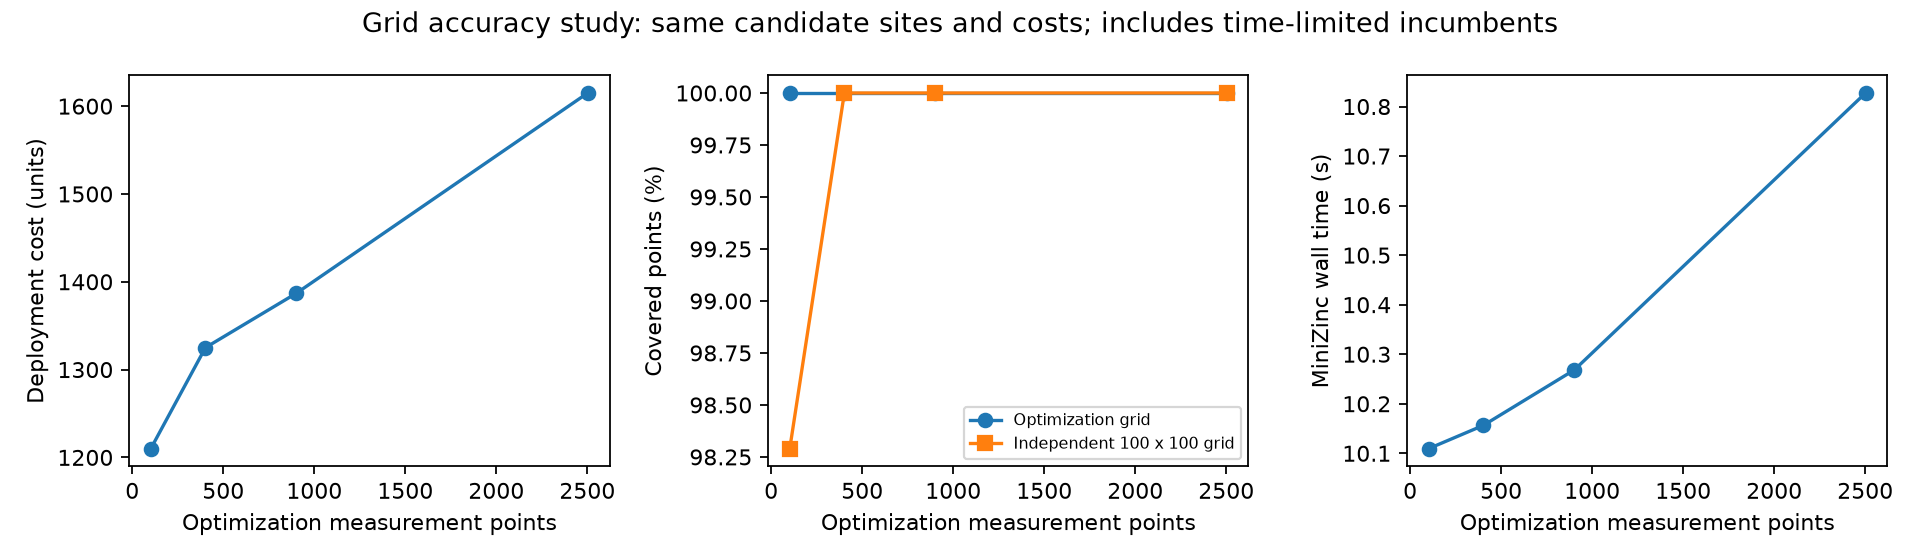 Grid accuracy study: same candidate sites and costs; includes time-limited incumbents
Deployment cost (units)
1600
1500
1400
1300
1200
0 500 1000 1500 2000 2500
Optimization measurement points
Covered points (%)
100.00
99.75
99.50
99.25
99.00
98.75
98.50
98.25
Optimization grid
Independent 100 x 100 grid
0 500 1000 1500 2000 2500
Optimization measurement points
MiniZinc wall time (s)
10.8
10.7
10.6
10.5
10.4
10.3
10.2
10.1
0 500 1000 1500 2000 2500
Optimization measurement points